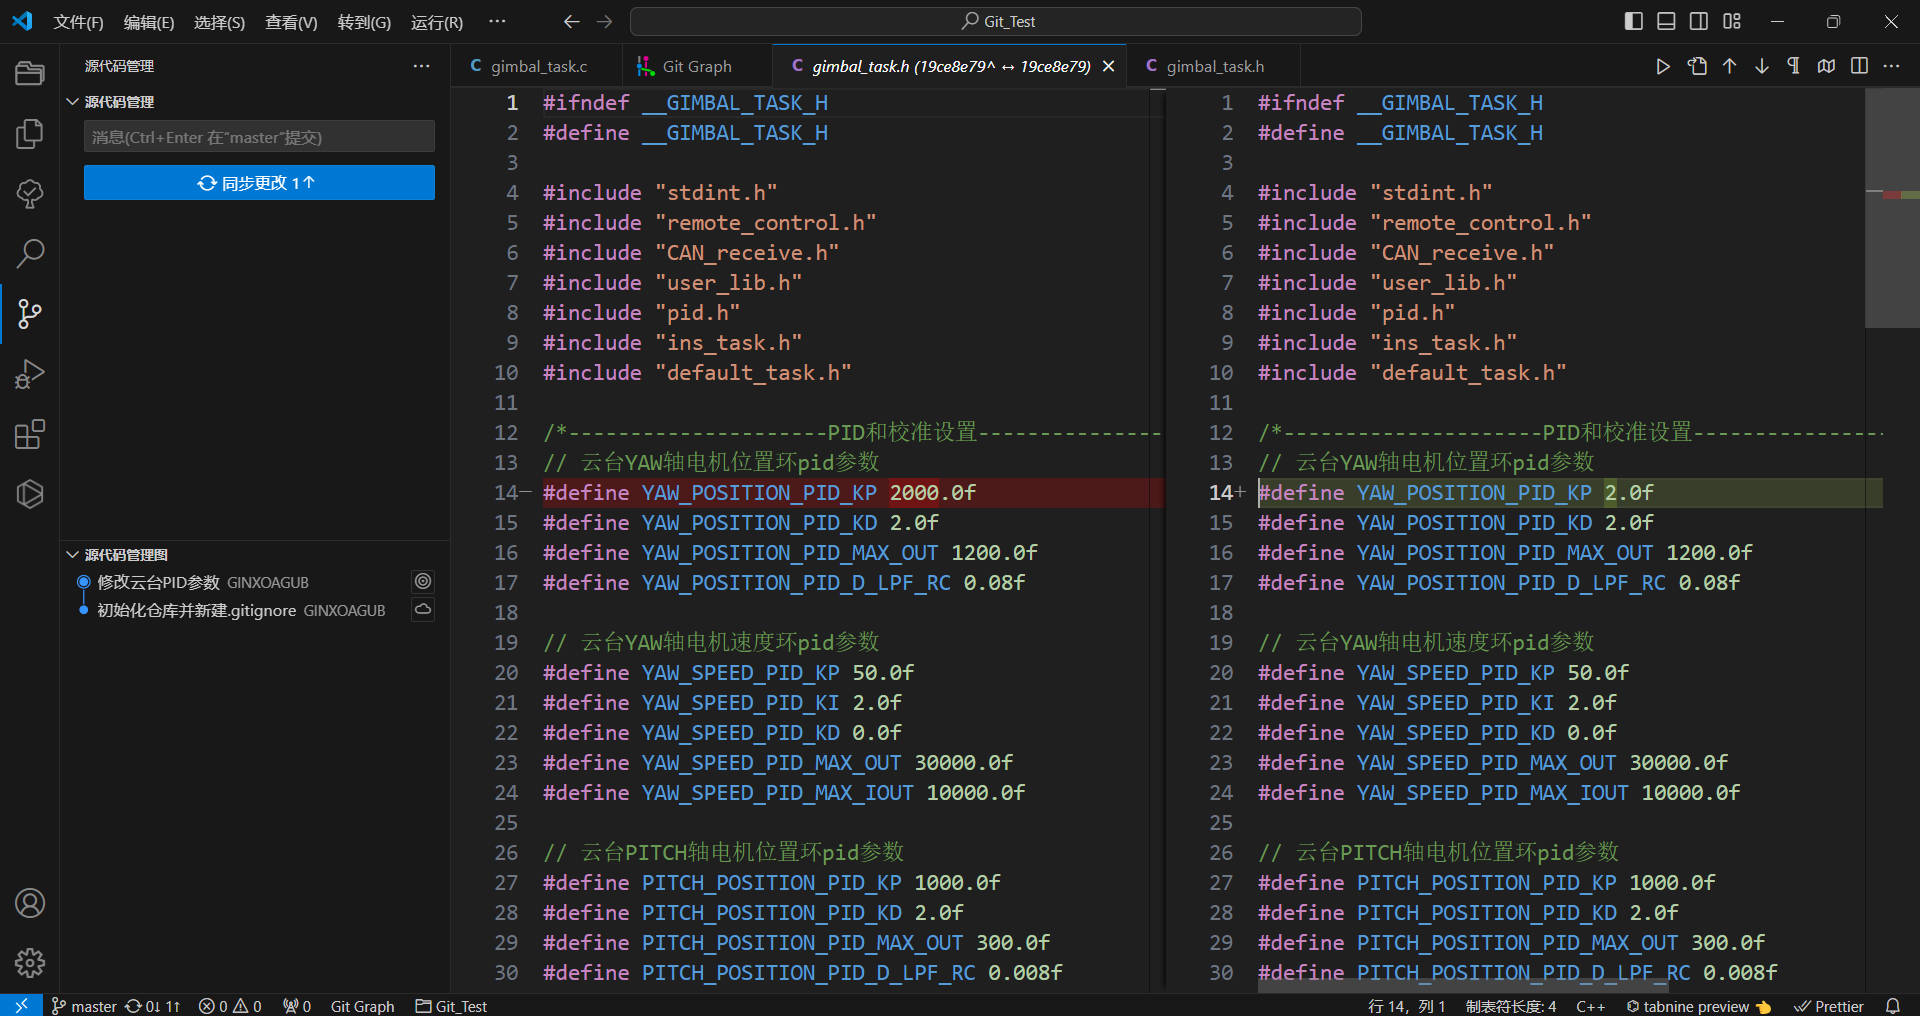 文件(F) 编辑(E) 选择(S) 查看(V) 转到(G) 运行(R) ··· Git_Test
源代码管理 ···
源代码管理
消息(Ctrl+Enter 在"master"提交)
同步更改 1↑
源代码管理图
修改云台PID参数 GINXOAGUB
初始化仓库并新建.gitignore GINXOAGUB
C gimbal_task.c
Git Graph
C gimbal_task.h (19ce8e79^ ↔ 19ce8e79)
C gimbal_task.h
1 #ifndef __GIMBAL_TASK_H
2 #define __GIMBAL_TASK_H
3
4 #include "stdint.h"
5 #include "remote_control.h"
6 #include "CAN_receive.h"
7 #include "user_lib.h"
8 #include "pid.h"
9 #include "ins_task.h"
10 #include "default_task.h"
11
12 /*---------------------PID和校准设置---------------
13 // 云台YAW轴电机位置环pid参数
14− #define YAW_POSITION_PID_KP 2000.0f
15 #define YAW_POSITION_PID_KD 2.0f
16 #define YAW_POSITION_PID_MAX_OUT 1200.0f
17 #define YAW_POSITION_PID_D_LPF_RC 0.08f
18
19 // 云台YAW轴电机速度环pid参数
20 #define YAW_SPEED_PID_KP 50.0f
21 #define YAW_SPEED_PID_KI 2.0f
22 #define YAW_SPEED_PID_KD 0.0f
23 #define YAW_SPEED_PID_MAX_OUT 30000.0f
24 #define YAW_SPEED_PID_MAX_IOUT 10000.0f
25
26 // 云台PITCH轴电机位置环pid参数
27 #define PITCH_POSITION_PID_KP 1000.0f
28 #define PITCH_POSITION_PID_KD 2.0f
29 #define PITCH_POSITION_PID_MAX_OUT 300.0f
30 #define PITCH_POSITION_PID_D_LPF_RC 0.008f
1 #ifndef __GIMBAL_TASK_H
2 #define __GIMBAL_TASK_H
3
4 #include "stdint.h"
5 #include "remote_control.h"
6 #include "CAN_receive.h"
7 #include "user_lib.h"
8 #include "pid.h"
9 #include "ins_task.h"
10 #include "default_task.h"
11
12 /*---------------------PID和校准设置----------------
13 // 云台YAW轴电机位置环pid参数
14+ #define YAW_POSITION_PID_KP 2.0f
15 #define YAW_POSITION_PID_KD 2.0f
16 #define YAW_POSITION_PID_MAX_OUT 1200.0f
17 #define YAW_POSITION_PID_D_LPF_RC 0.08f
18
19 // 云台YAW轴电机速度环pid参数
20 #define YAW_SPEED_PID_KP 50.0f
21 #define YAW_SPEED_PID_KI 2.0f
22 #define YAW_SPEED_PID_KD 0.0f
23 #define YAW_SPEED_PID_MAX_OUT 30000.0f
24 #define YAW_SPEED_PID_MAX_IOUT 10000.0f
25
26 // 云台PITCH轴电机位置环pid参数
27 #define PITCH_POSITION_PID_KP 1000.0f
28 #define PITCH_POSITION_PID_KD 2.0f
29 #define PITCH_POSITION_PID_MAX_OUT 300.0f
30 #define PITCH_POSITION_PID_D_LPF_RC 0.008f
master 0↓ 1↑ 0 0 0 Git Graph Git_Test 行 14，列 1 制表符长度: 4 C++ tabnine preview Prettier